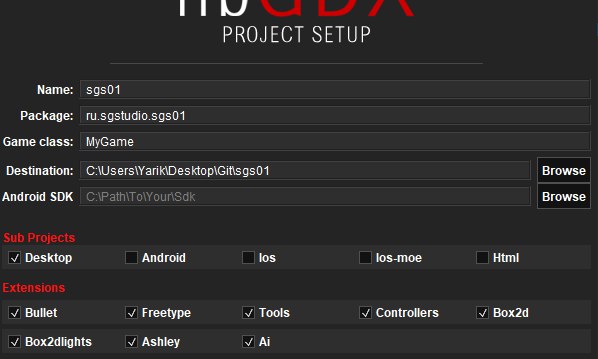 libGDX
PROJECT SETUP
Name: sgs01
Package: ru.sgstudio.sgs01
Game class: MyGame
Destination: C:\Users\Yarik\Desktop\Git\sgs01 Browse
Android SDK C:\Path\To\Your\Sdk Browse
Sub Projects
Desktop Android Ios Ios-moe Html
Extensions
Bullet Freetype Tools Controllers Box2d
Box2dlights Ashley Ai